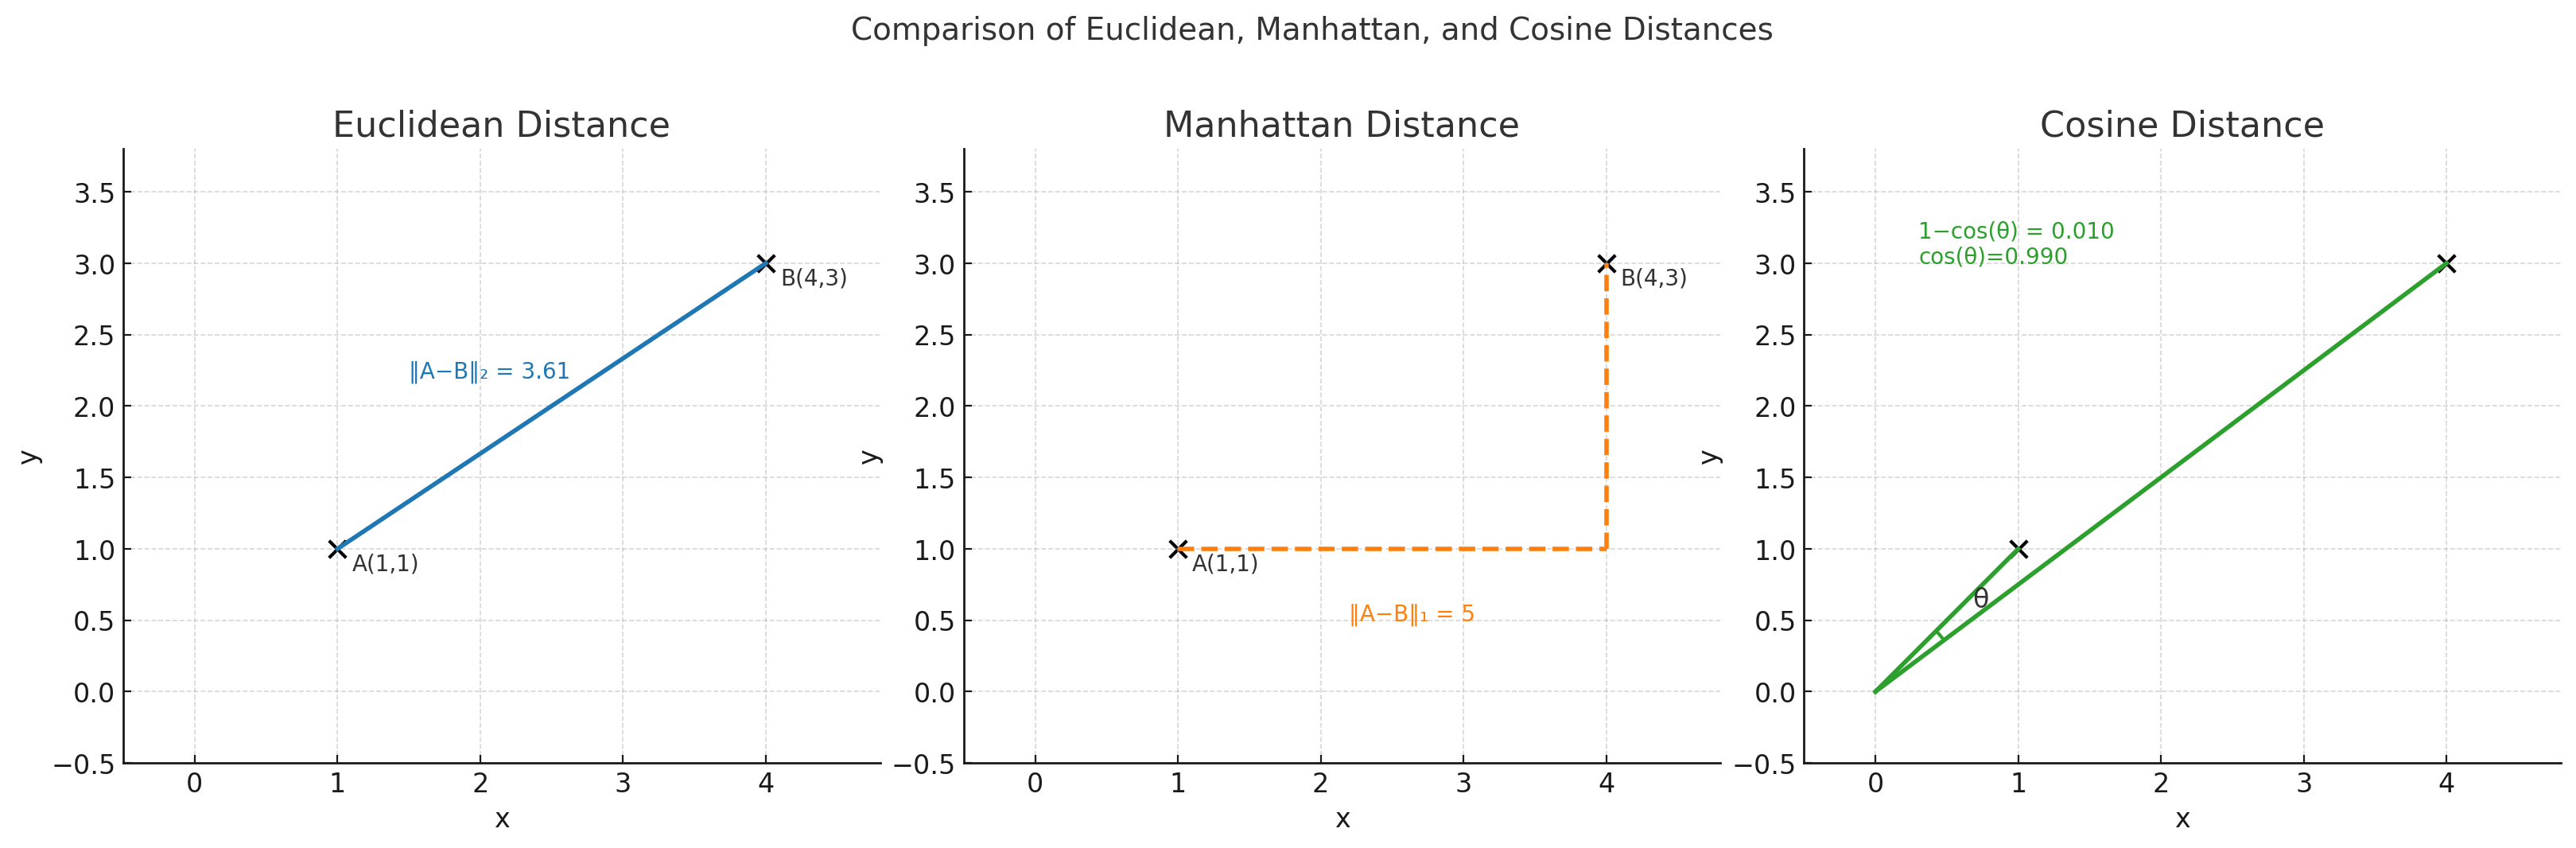 Comparison of Euclidean, Manhattan, and Cosine Distances
Euclidean Distance
3.5
3.0
2.5
2.0
1.5
1.0
0.5
0.0
−0.5
0 1 2 3 4
x
y
B(4,3)
‖A−B‖₂ = 3.61
A(1,1)
Manhattan Distance
3.5
3.0
2.5
2.0
1.5
1.0
0.5
0.0
−0.5
0 1 2 3 4
x
y
B(4,3)
A(1,1)
‖A−B‖₁ = 5
Cosine Distance
3.5
3.0
2.5
2.0
1.5
1.0
0.5
0.0
−0.5
0 1 2 3 4
x
y
1−cos(θ) = 0.010
cos(θ)=0.990
θ